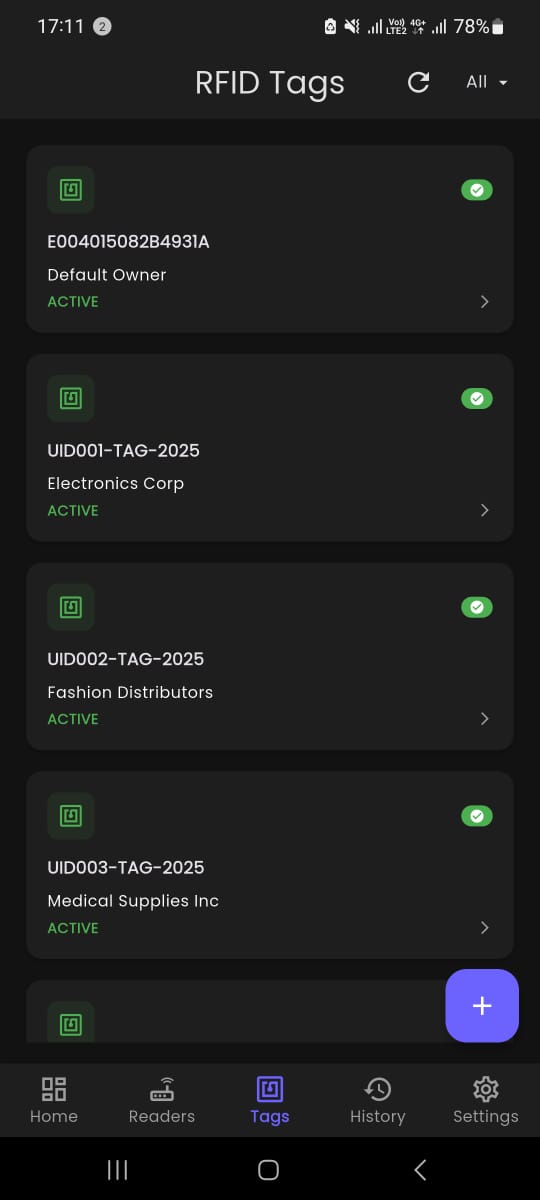 17:11 2 Vo)) LTE2 4G+ 78%
RFID Tags All
E004015082B4931A
Default Owner
ACTIVE
UID001-TAG-2025
Electronics Corp
ACTIVE
UID002-TAG-2025
Fashion Distributors
ACTIVE
UID003-TAG-2025
Medical Supplies Inc
ACTIVE
+
Home Readers Tags History Settings